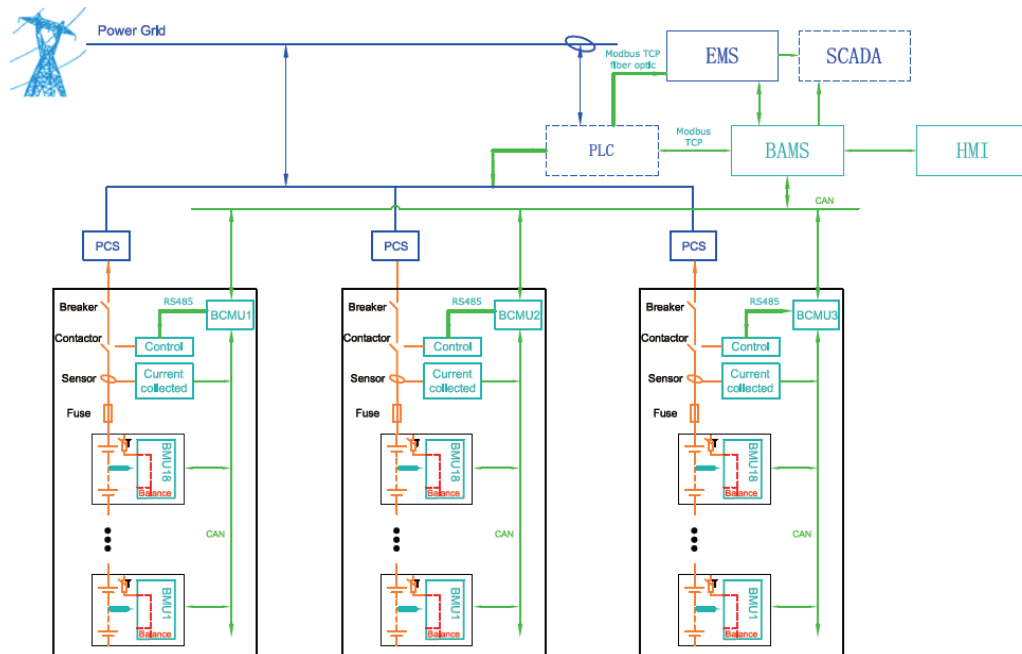 Power Grid
Modbus TCP
fiber optic
EMS
SCADA
PLC
Modbus
TCP
BAMS
HMI
CAN
PCS
PCS
PCS
Breaker
RS485
BCMU1
Contactor
Control
Sensor
Current
collected
Fuse
T
BMU18
Balance
CAN
T
BMU1
Balance
Breaker
RS485
BCMU2
Contactor
Control
Sensor
Current
collected
Fuse
T
BMU18
Balance
CAN
T
BMU1
Balance
Breaker
RS485
BCMU3
Contactor
Control
Sensor
Current
collected
Fuse
T
BMU18
Balance
CAN
T
BMU1
Balance